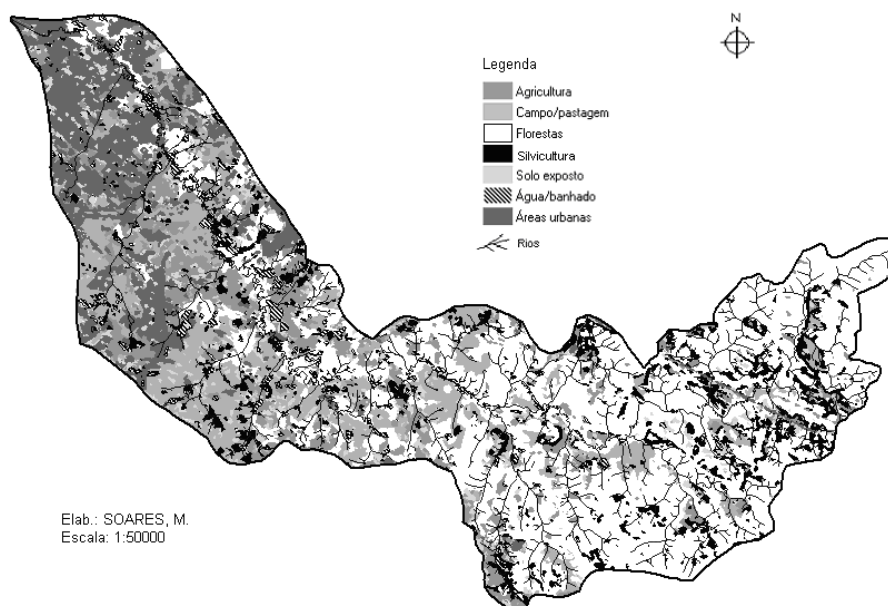 N
Legenda
Agricultura
Campo/pastagem
Florestas
Silvicultura
Solo exposto
Água/banhado
Áreas urbanas
Rios
Elab.: SOARES, M.
Escala: 1:50000